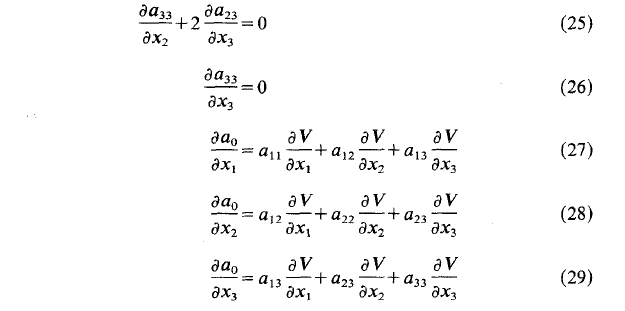 ∂a₃₃/∂x₂ + 2 ∂a₂₃/∂x₃ = 0 (25)
∂a₃₃/∂x₃ = 0 (26)
∂a₀/∂x₁ = a₁₁ ∂V/∂x₁ + a₁₂ ∂V/∂x₂ + a₁₃ ∂V/∂x₃ (27)
∂a₀/∂x₂ = a₁₂ ∂V/∂x₁ + a₂₂ ∂V/∂x₂ + a₂₃ ∂V/∂x₃ (28)
∂a₀/∂x₃ = a₁₃ ∂V/∂x₁ + a₂₃ ∂V/∂x₂ + a₃₃ ∂V/∂x₃ (29)